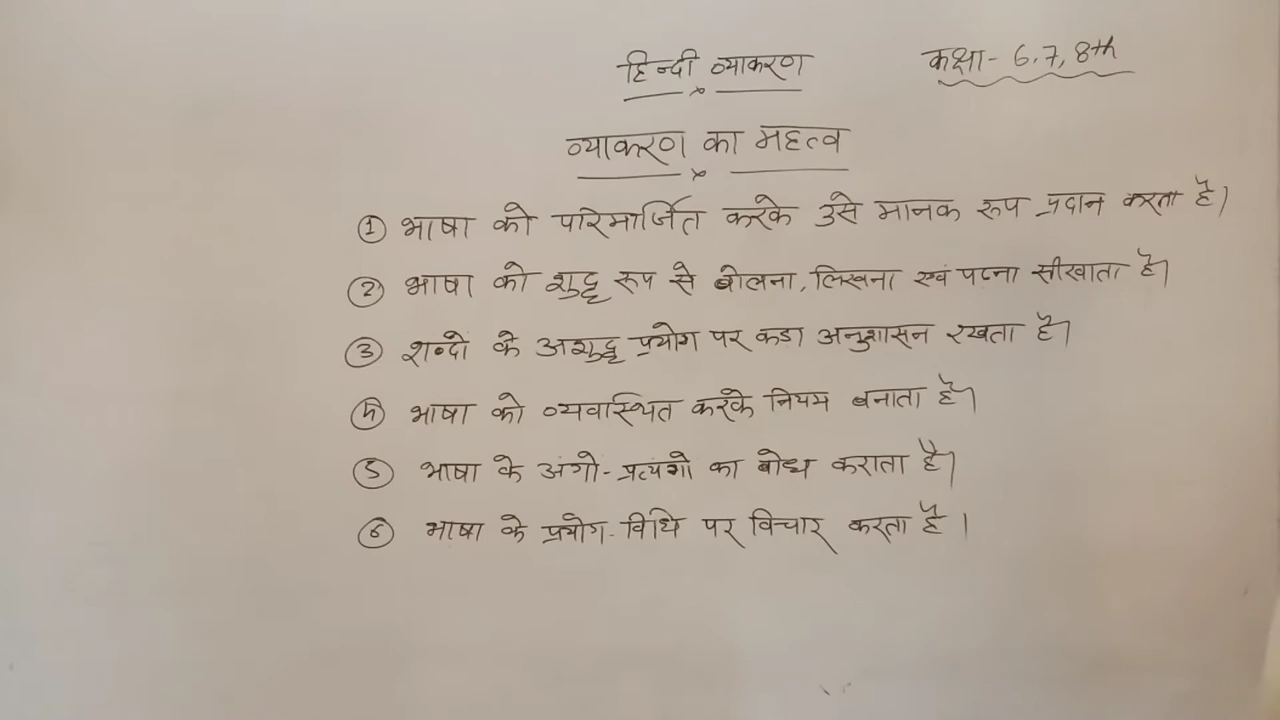 हिन्दी व्याकरण
कक्षा - 6.7, 8th
व्याकरण का महत्व
① भाषा को परिमार्जित करके उसे मानक रूप प्रदान करता है।
② भाषा को शुद्ध रूप से बोलना, लिखना एवं पढना सीखाता है।
③ शब्दो के अशुद्ध प्रयोग पर कडा अनुशासन रखता है।
④ भाषा को व्यवास्थित करके नियम बनाता है।
⑤ भाषा के अंगो-प्रत्यंगो का बोध कराता है।
⑥ भाषा के प्रयोग-विधि पर विचार करता है।